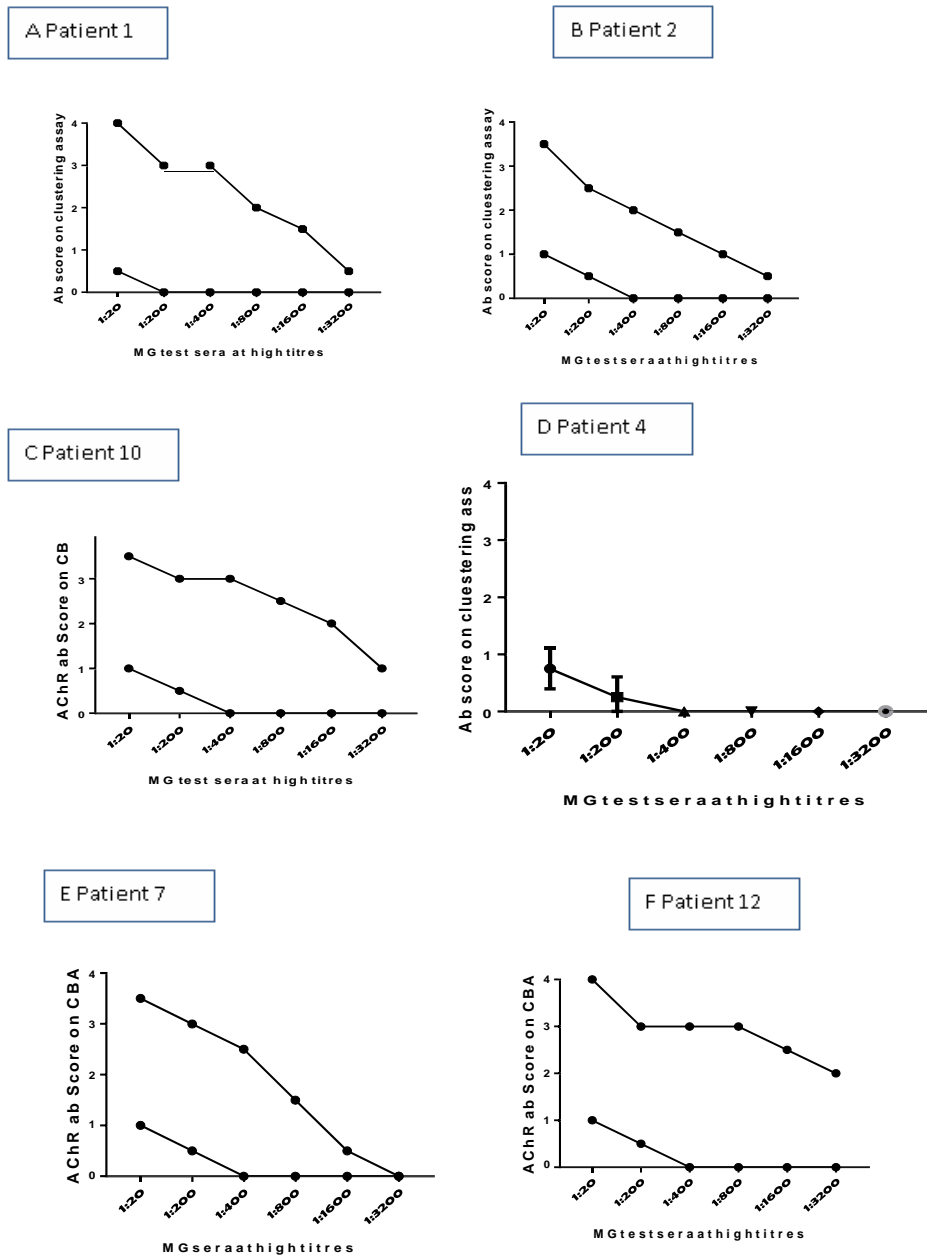 A Patient 1
B Patient 2
Ab score on clustering assay
4
3
2
1
0
1:20 1:200 1:400 1:800 1:1600 1:3200
MG test sera at high titres
Ab score on cluestering assay
4
3
2
1
0
1:20 1:200 1:400 1:800 1:1600 1:3200
MGtestseraathightitres
C Patient 10
D Patient 4
AChR ab Score on CB
3
2
1
0
1:20 1:200 1:400 1:800 1:1600 1:3200
MG test sera at high titres
Ab score on cluestering ass
4
3
2
1
0
1:20 1:200 1:400 1:800 1:1600 1:3200
MGtestseraathightitres
E Patient 7
F Patient 12
AChR ab Score on CBA
4
3
2
1
0
1:20 1:200 1:400 1:800 1:1600 1:3200
MGseraathightitres
AChR ab Score on CBA
4
3
2
1
0
1:20 1:200 1:400 1:800 1:1600 1:3200
MGtestseraathightitres